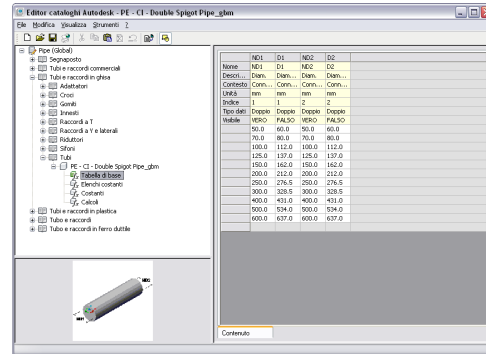 Editor cataloghi Autodesk - PE - CI - Double Spigot Pipe_gbm
File Modifica Visualizza Strumenti ?
Pipe (Global)
Segnaposto
Tubi e raccordi commerciali
Tubi e raccordi in ghisa
Adattatori
Croci
Gomiti
Innesti
Raccordi a T
Raccordi a Y e laterali
Riduttori
Sifoni
Tubi
PE - CI - Double Spigot Pipe_gbm
Tabella di base
Elenchi costanti
Costanti
Calcoli
Tubi e raccordi in plastica
Tubo e raccordi
Tubo e raccordi in ferro duttile
ND1 D1 ND2 D2
Nome ND1 D1 ND2 D2
Descri... Diam. Diam... Diam. Diam...
Contesto Conn... Conn... Conn... Conn...
Unità mm mm mm mm
Indice 1 1 2 2
Tipo dati Doppio Doppio Doppio Doppio
Visibile VERO FALSO VERO FALSO
50.0 60.0 50.0 60.0
70.0 80.0 70.0 80.0
100.0 112.0 100.0 112.0
125.0 137.0 125.0 137.0
150.0 162.0 150.0 162.0
200.0 212.0 200.0 212.0
250.0 276.5 250.0 276.5
300.0 328.5 300.0 328.5
400.0 431.0 400.0 431.0
500.0 534.0 500.0 534.0
600.0 637.0 600.0 637.0
ND2
ND1
Contenuto